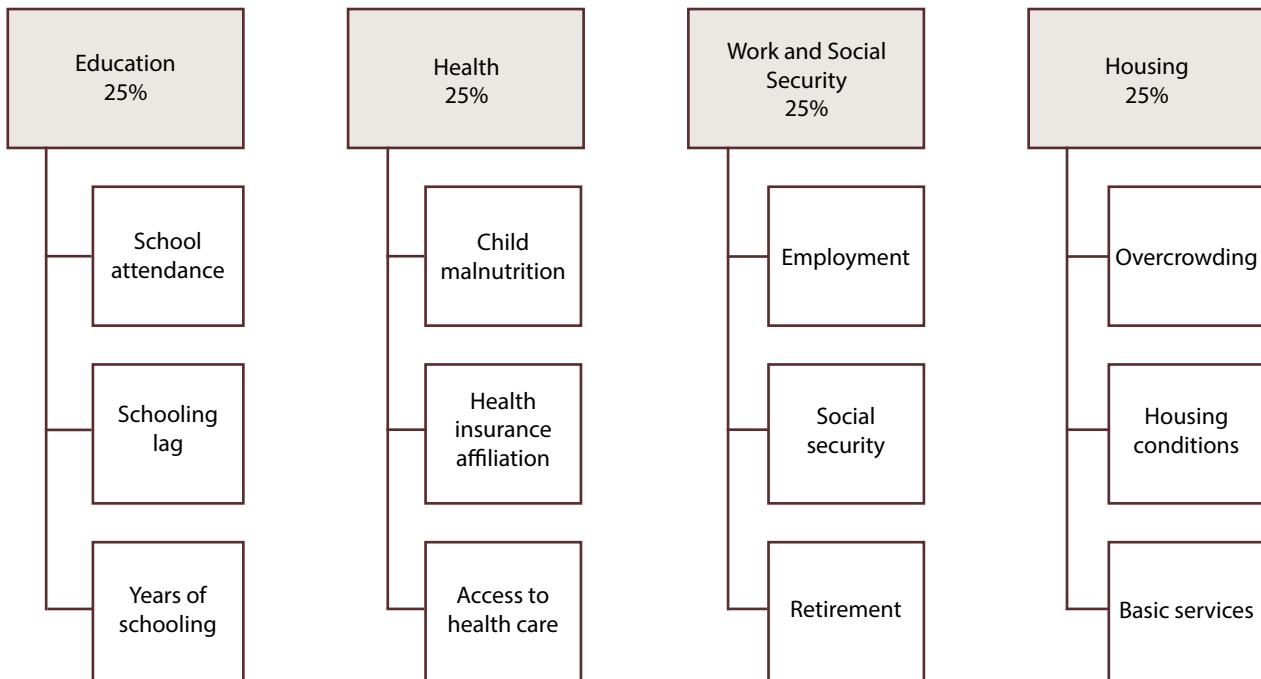 Education
25%
School
attendance
Schooling
lag
Years of
schooling
Health
25%
Child
malnutrition
Health
insurance
affiliation
Access to
health care
Work and Social
Security
25%
Employment
Social
security
Retirement
Housing
25%
Overcrowding
Housing
conditions
Basic services